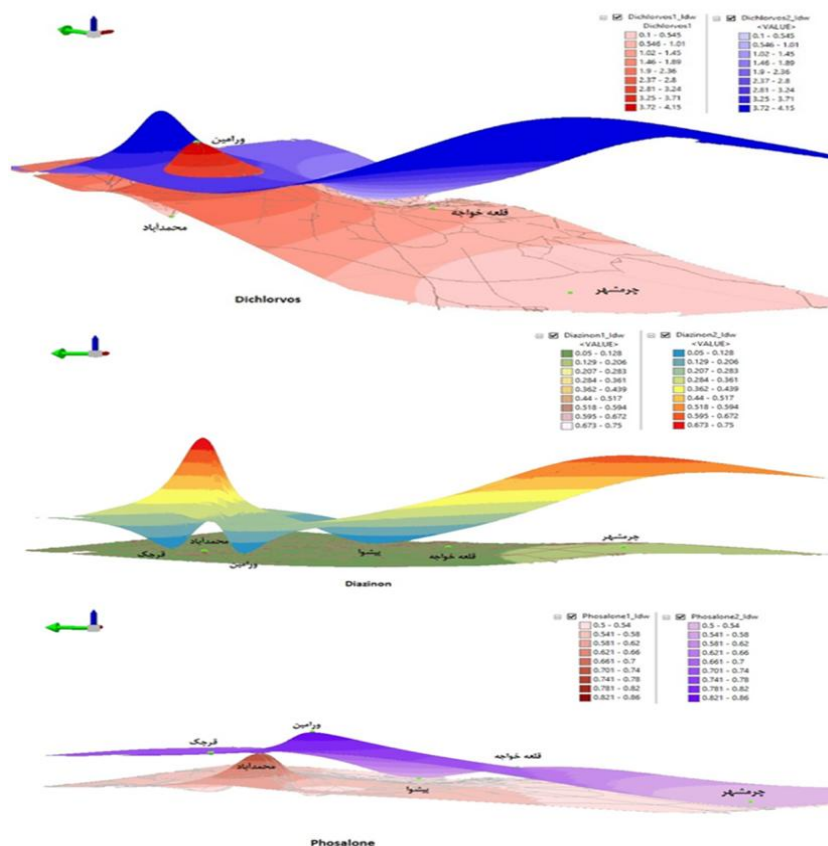 Dichlorvos1_Idw
Dichlorvos1
0.1 - 0.545
0.546 - 1.01
1.02 - 1.45
1.46 - 1.89
1.9 - 2.36
2.37 - 2.8
2.81 - 3.24
3.25 - 3.71
3.72 - 4.15
Dichlorvos2_Idw
<VALUE>
0.1 - 0.545
0.546 - 1.01
1.02 - 1.45
1.46 - 1.89
1.9 - 2.36
2.37 - 2.8
2.81 - 3.24
3.25 - 3.71
3.72 - 4.15
ورامین
قلعه خواجه
محمدآباد
چرمشهر
Dichlorvos
Diazinon1_Idw
<VALUE>
0.05 - 0.128
0.129 - 0.206
0.207 - 0.283
0.284 - 0.361
0.362 - 0.439
0.44 - 0.517
0.518 - 0.594
0.595 - 0.672
0.673 - 0.75
Diazinon2_Idw
<VALUE>
0.05 - 0.128
0.129 - 0.206
0.207 - 0.283
0.284 - 0.361
0.362 - 0.439
0.44 - 0.517
0.518 - 0.594
0.595 - 0.672
0.673 - 0.75
محمدآباد
چرمشهر
قرچک
پیشوا
قلعه خواجه
ورامین
Diazinon
Phosalone1_Idw
<VALUE>
0.5 - 0.54
0.541 - 0.58
0.581 - 0.62
0.621 - 0.66
0.661 - 0.7
0.701 - 0.74
0.741 - 0.78
0.781 - 0.82
0.821 - 0.86
Phosalone2_Idw
<VALUE>
0.5 - 0.54
0.541 - 0.58
0.581 - 0.62
0.621 - 0.66
0.661 - 0.7
0.701 - 0.74
0.741 - 0.78
0.781 - 0.82
0.821 - 0.86
ورامین
قرچک
قلعه خواجه
محمدآباد
پیشوا
چرمشهر
Phosalone